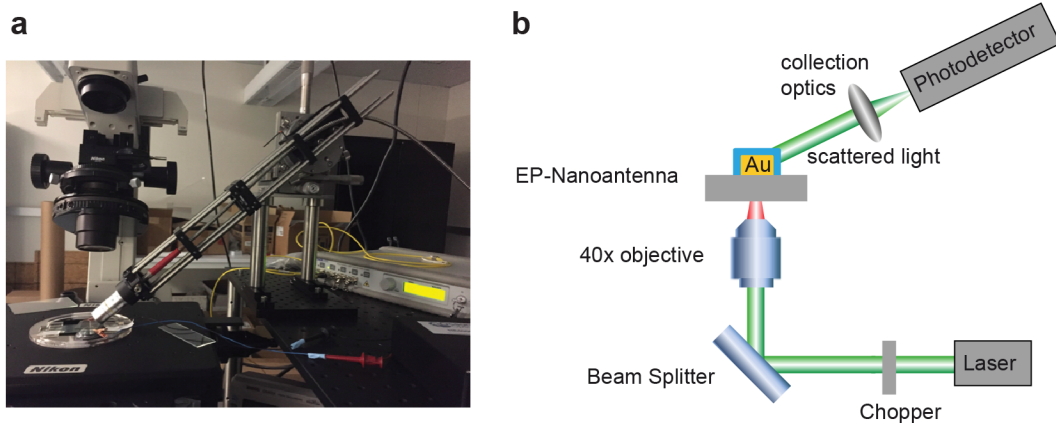 a
b
Nikon
Photodetector
collection
optics
scattered light
Au
EP-Nanoantenna
40x objective
Beam Splitter
Laser
Chopper